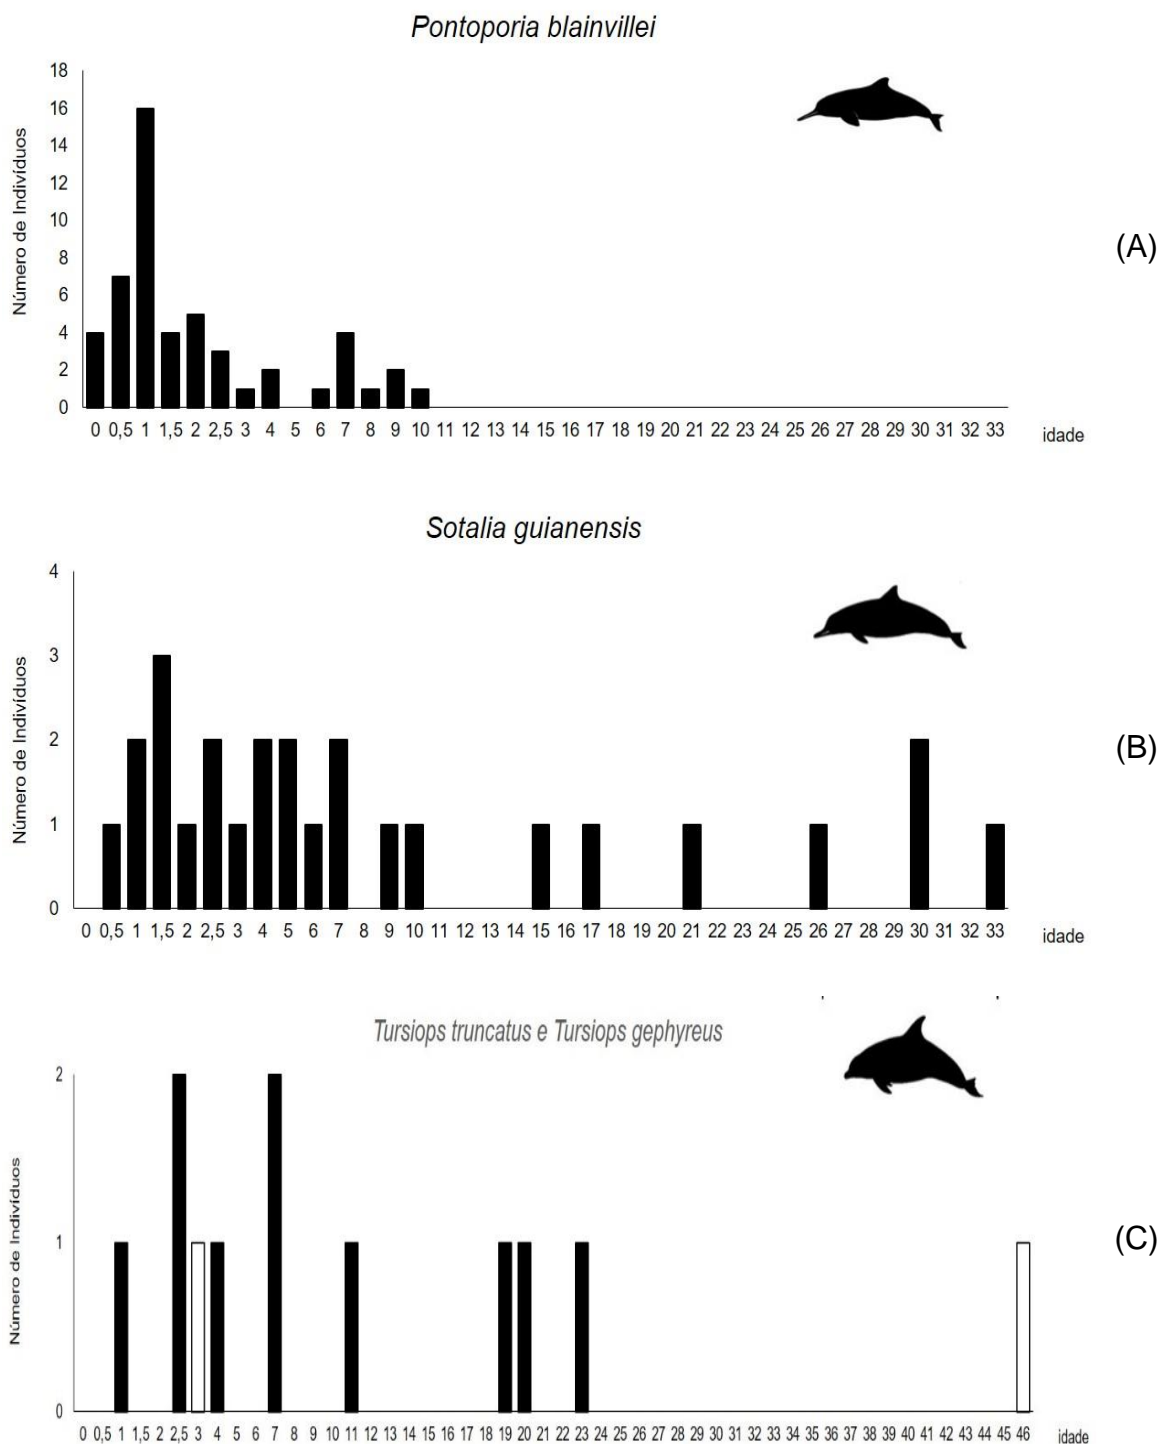 Pontoporia blainvillei
18
16
14
12
10
8
6
4
2
0
Número de Indivíduos
0 0,5 1 1,5 2 2,5 3 4 5 6 7 8 9 10 11 12 13 14 15 16 17 18 19 20 21 22 23 24 25 26 27 28 29 30 31 32 33 idade
(A)
Sotalia guianensis
4
3
2
1
0
Número de Indivíduos
0 0,5 1 1,5 2 2,5 3 4 5 6 7 8 9 10 11 12 13 14 15 16 17 18 19 20 21 22 23 24 25 26 27 28 29 30 31 32 33 idade
(B)
Tursiops truncatus e Tursiops gephyreus
2
1
0
Número de Indivíduos
0 0,5 1 1,5 2 2,5 3 4 5 6 7 8 9 10 11 12 13 14 15 16 17 18 19 20 21 22 23 24 25 26 27 28 29 30 31 32 33 34 35 36 37 38 39 40 41 42 43 44 45 46 idade
(C)